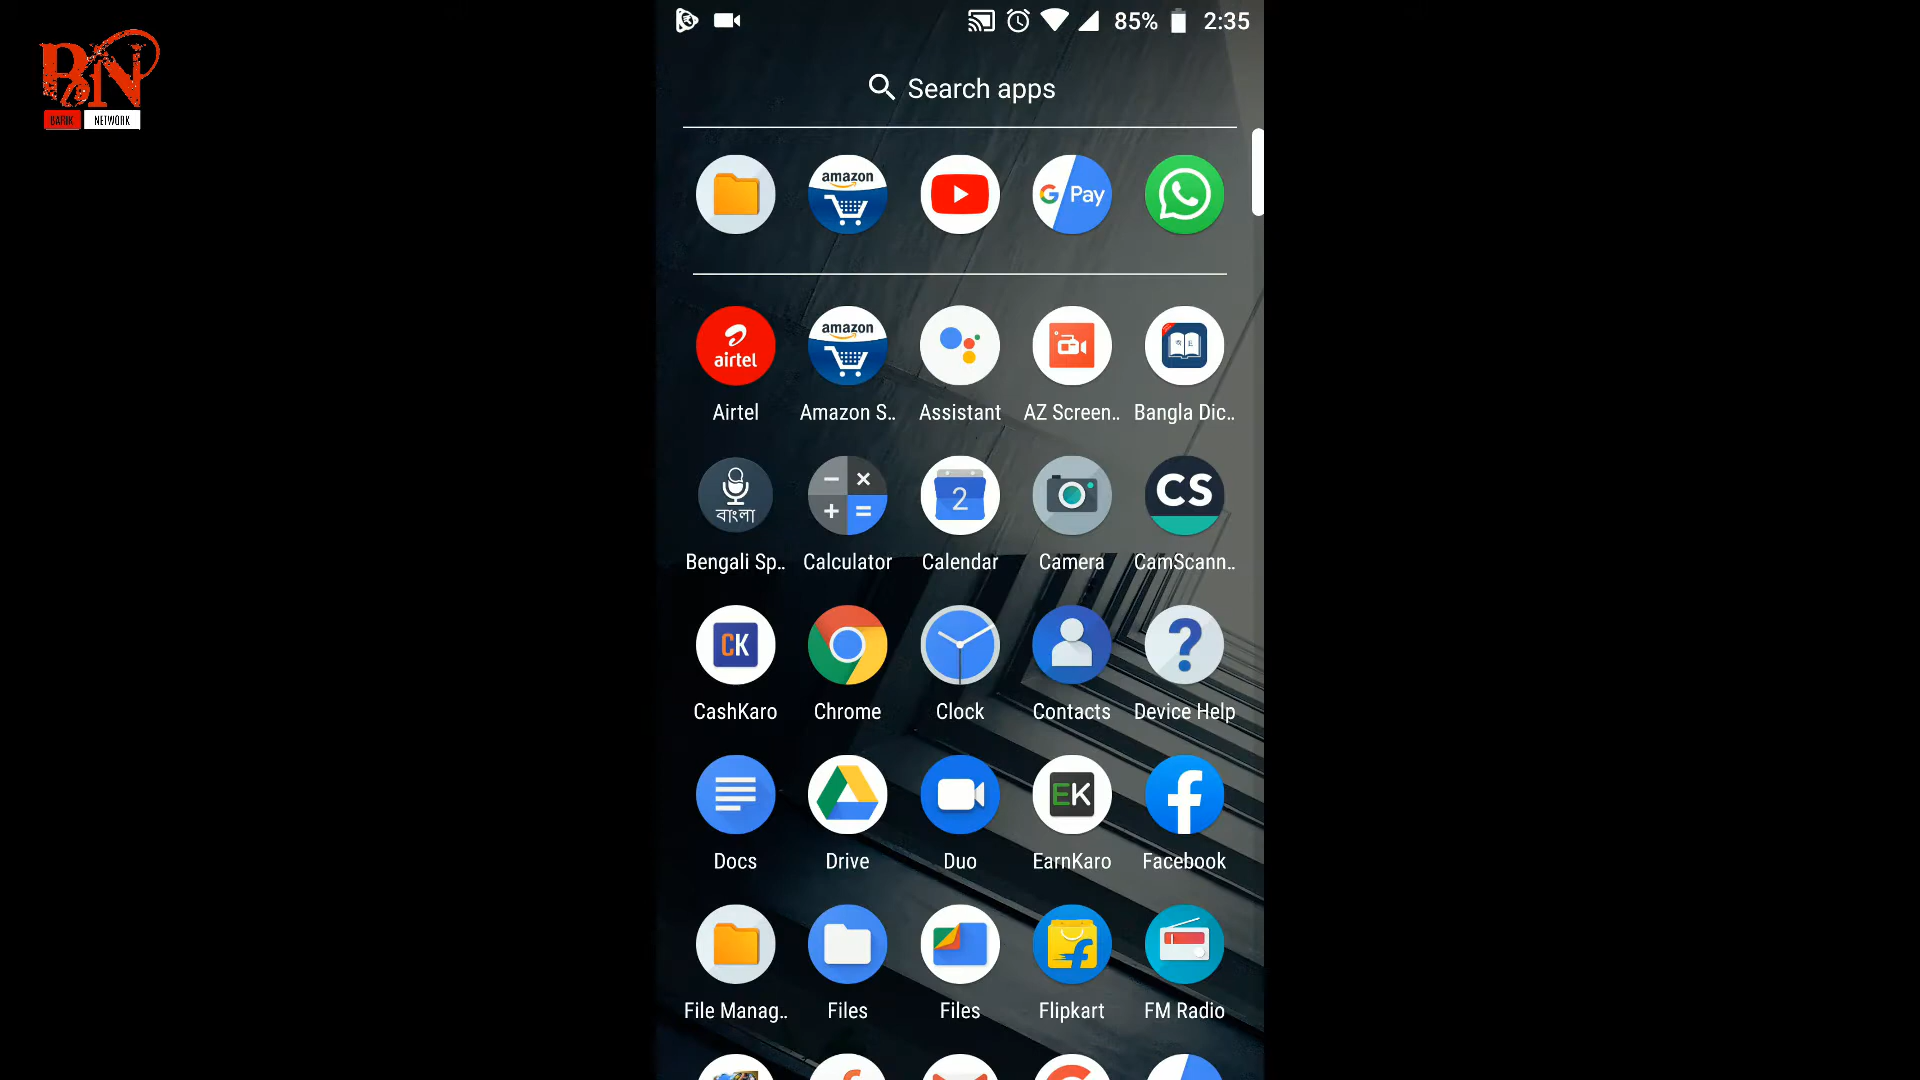 BN
BARIK NETWORK
85% 2:35
Search apps
amazon
G Pay
airtel
amazon
Airtel
Amazon S..
Assistant
AZ Screen..
Bangla Dic..
বাংলা
2
CS
Bengali Sp..
Calculator
Calendar
Camera
CamScann..
CK
CashKaro
Chrome
Clock
Contacts
Device Help
EK
Docs
Drive
Duo
EarnKaro
Facebook
File Manag..
Files
Files
Flipkart
FM Radio